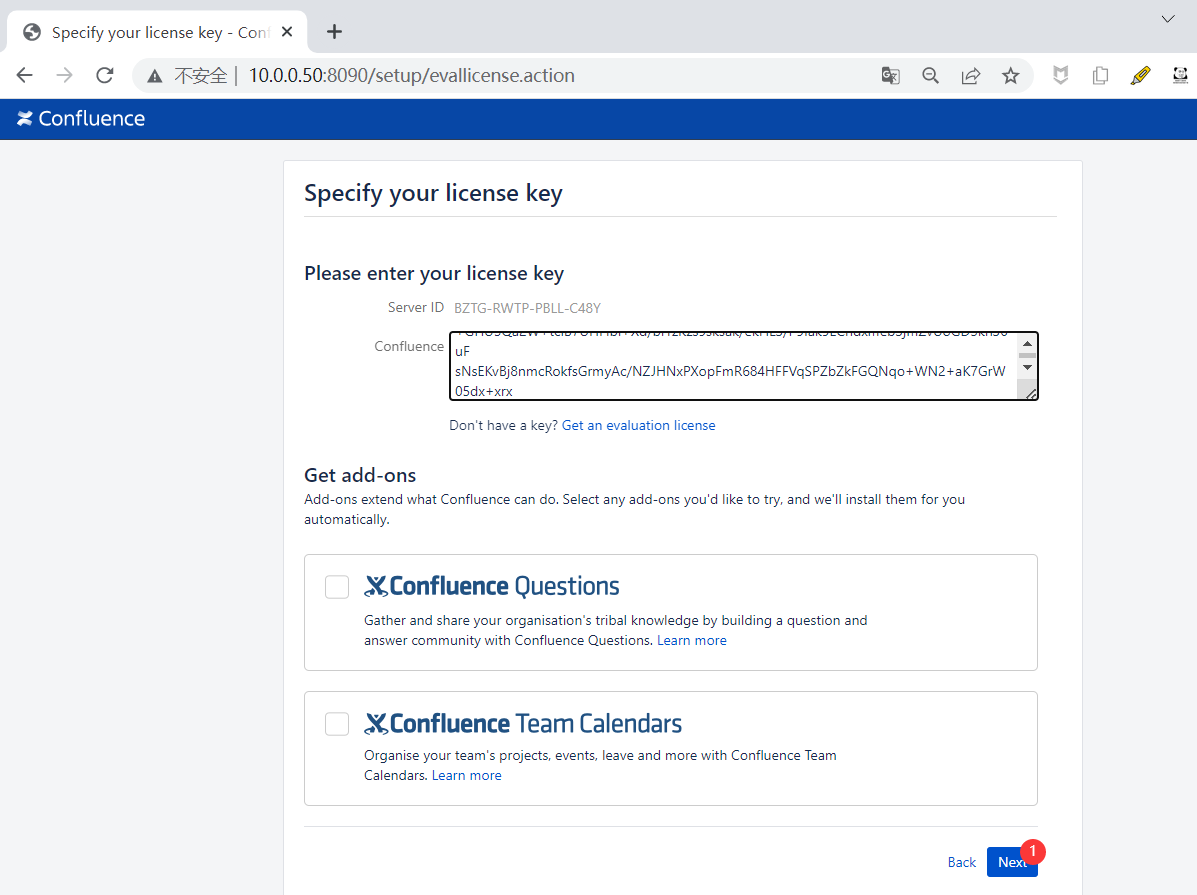 Specify your license key - Conf
不安全 | 10.0.0.50:8090/setup/evallicense.action
Confluence
Specify your license key
Please enter your license key
Server ID BZTG-RWTP-PBLL-C48Y
Confluence
uF
sNsEKvBj8nmcRokfsGrmyAc/NZJHNxPXopFmR684HFFVqSPZbZkFGQNqo+WN2+aK7GrW
05dx+xrx
Don't have a key? Get an evaluation license
Get add-ons
Add-ons extend what Confluence can do. Select any add-ons you'd like to try, and we'll install them for you
automatically.
Confluence Questions
Gather and share your organisation's tribal knowledge by building a question and
answer community with Confluence Questions. Learn more
Confluence Team Calendars
Organise your team's projects, events, leave and more with Confluence Team
Calendars. Learn more
Back Next 1